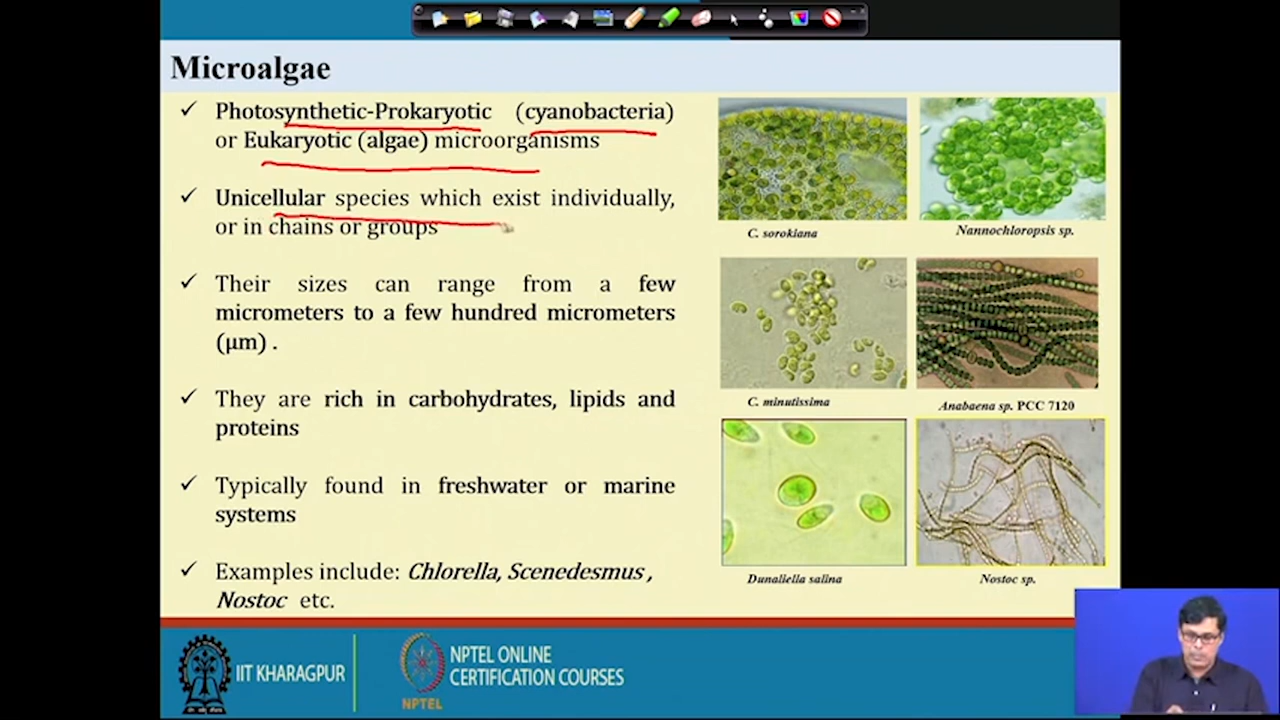 Microalgae
✓ Photosynthetic-Prokaryotic (cyanobacteria)
or Eukaryotic (algae) microorganisms
✓ Unicellular species which exist individually,
or in chains or groups
✓ Their sizes can range from a few
micrometers to a few hundred micrometers
(μm) .
✓ They are rich in carbohydrates, lipids and
proteins
✓ Typically found in freshwater or marine
systems
✓ Examples include: Chlorella, Scenedesmus ,
Nostoc etc.
C. sorokiana
Nannochloropsis sp.
C. minutissima
Anabaena sp. PCC 7120
Dunaliella salina
Nostoc sp.
IIT KHARAGPUR
NPTEL
NPTEL ONLINE
CERTIFICATION COURSES